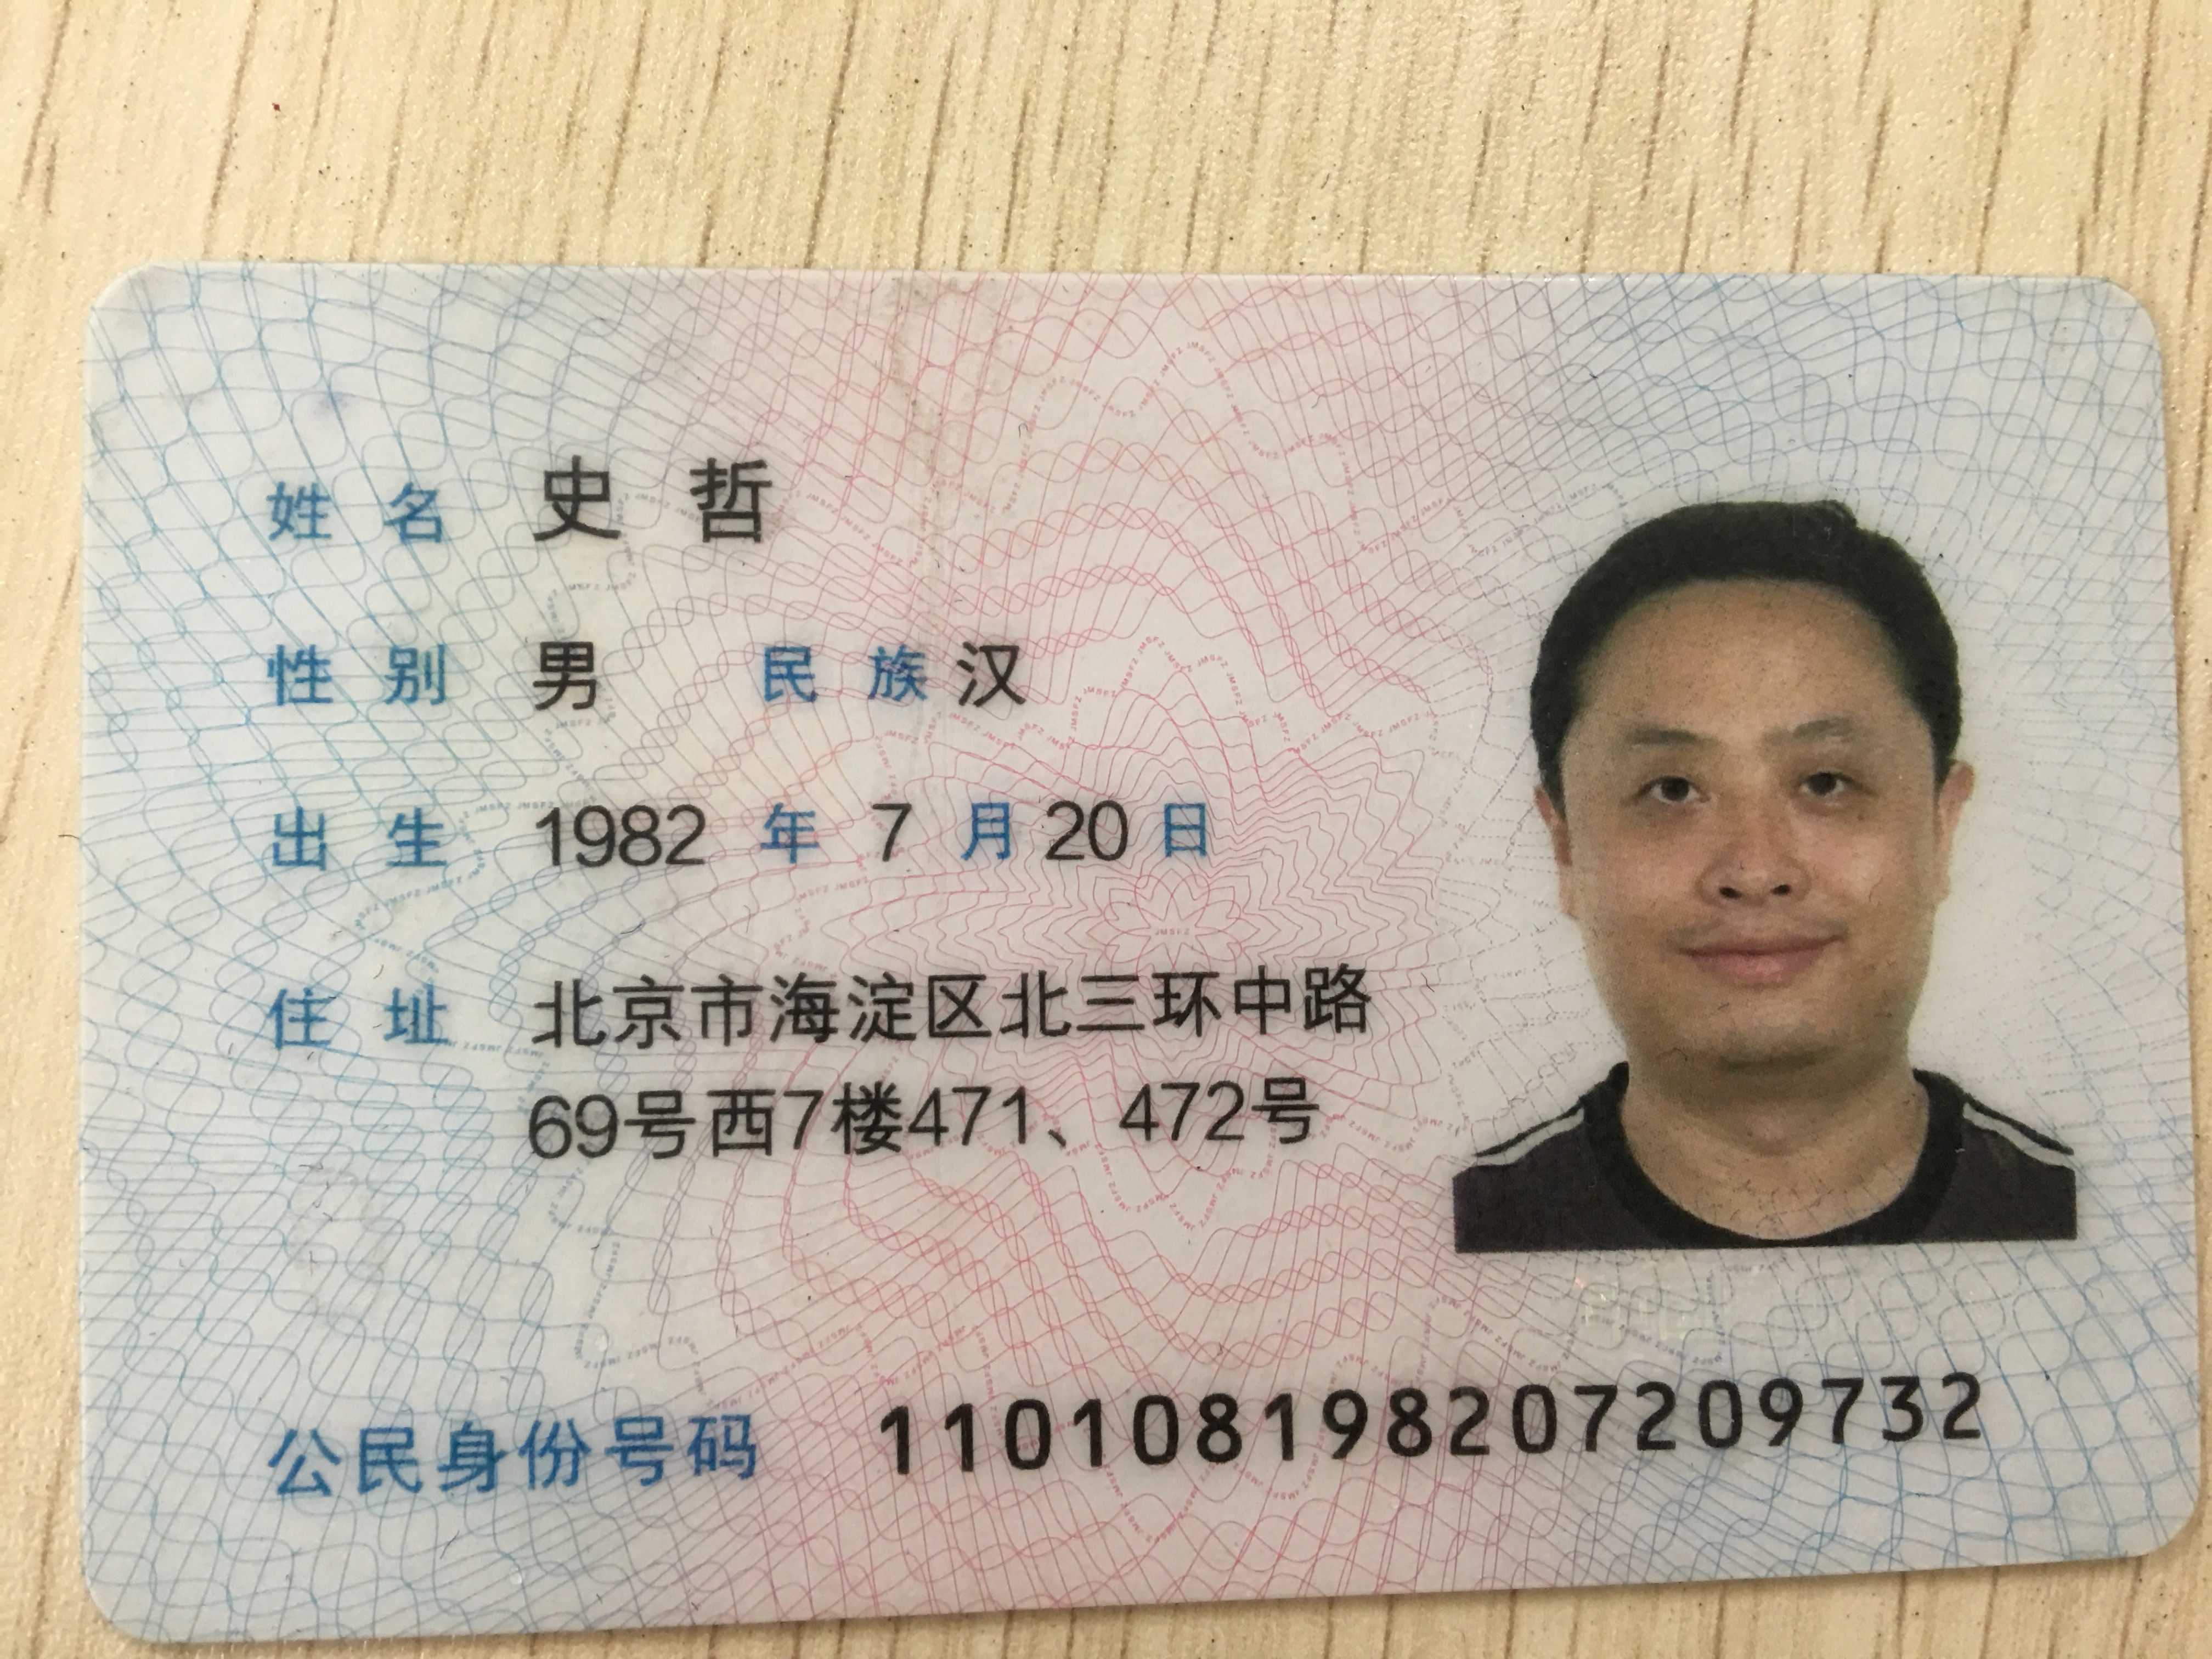 姓名 史哲
性别 男 民族 汉
出生 1982 年 7 月 20 日
住址 北京市海淀区北三环中路
69号西7楼471、472号
公民身份号码 110108198207209732